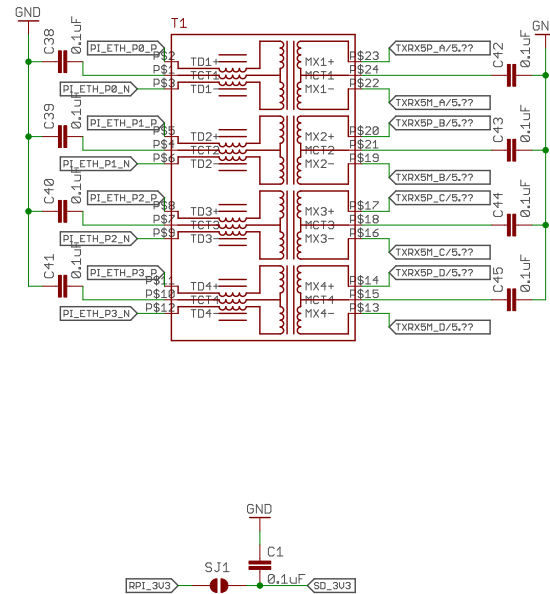 GND
T1
GN
C38
0.1uF
PI_ETH_P0_P
P$2
TD1+
MX1+
P$23
TXRX5P_A/5.??
C42
0.1uF
P$1
TCT1
MCT1
P$24
PI_ETH_P0_N
P$3
TD1-
MX1-
P$22
TXRX5M_A/5.??
C39
0.1uF
PI_ETH_P1_P
P$5
TD2+
MX2+
P$20
TXRX5P_B/5.??
C43
0.1uF
P$4
TCT2
MCT2
P$21
PI_ETH_P1_N
P$6
TD2-
MX2-
P$19
TXRX5M_B/5.??
C40
0.1uF
PI_ETH_P2_P
P$8
TD3+
MX3+
P$17
TXRX5P_C/5.??
C44
0.1uF
P$7
TCT3
MCT3
P$18
PI_ETH_P2_N
P$9
TD3-
MX3-
P$16
TXRX5M_C/5.??
C41
0.1uF
PI_ETH_P3_P
P$11
TD4+
MX4+
P$14
TXRX5P_D/5.??
C45
0.1uF
P$10
TCT4
MCT4
P$15
PI_ETH_P3_N
P$12
TD4-
MX4-
P$13
TXRX5M_D/5.??
GND
C1
0.1uF
SJ1
RPI_3V3
SD_3V3